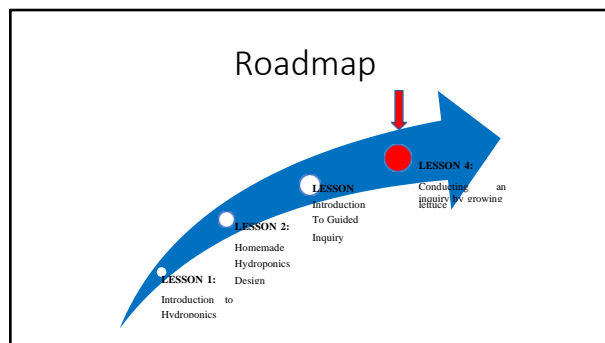 Roadmap
LESSON 1:
Introduction to
Hydroponics
LESSON 2:
Homemade
Hydroponics
Design
LESSON
Introduction
To Guided
Inquiry
LESSON 4:
Conducting an
inquiry by growing
lettuce